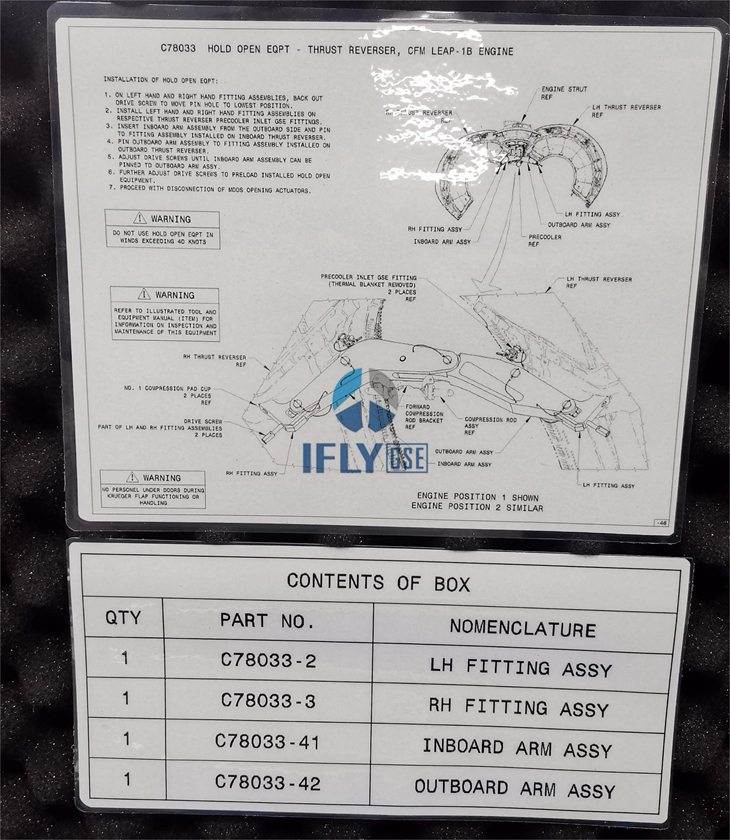 C78033 HOLD OPEN EQPT - THRUST REVERSER, CFM LEAP-1B ENGINE
INSTALLATION OF HOLD OPEN EQPT:
1. ON LEFT HAND AND RIGHT HAND FITTING ASSEMBLIES, BACK OUT
DRIVE SCREW TO MOVE PIN HOLE TO LOWEST POSITION.
2. INSTALL LEFT HAND AND RIGHT HAND FITTING ASSEMBLIES ON
RESPECTIVE THRUST REVERSER PRECOOLER INLET GSE FITTINGS.
3. INSERT INBOARD ARM ASSEMBLY FROM THE OUTBOARD SIDE AND PIN
TO FITTING ASSEMBLY INSTALLED ON INBOARD THRUST REVERSER.
4. PIN OUTBOARD ARM ASSEMBLY TO FITTING ASSEMBLY INSTALLED ON
OUTBOARD THRUST REVERSER.
5. ADJUST DRIVE SCREWS UNTIL INBOARD ARM ASSEMBLY CAN BE
PINNED TO OUTBOARD ARM ASSY.
6. FURTHER ADJUST DRIVE SCREWS TO PRELOAD INSTALLED HOLD OPEN
EQUIPMENT.
7. PROCEED WITH DISCONNECTION OF MDOS OPENING ACTUATORS.
ENGINE STRUT
REF
LH THRUST REVERSER
REF
RH THRUST REVERSER
REF
LH FITTING ASSY
OUTBOARD ARM ASSY
RH FITTING ASSY
PRECOOLER
REF
INBOARD ARM ASSY
WARNING
DO NOT USE HOLD OPEN EQPT IN
WINDS EXCEEDING 40 KNOTS
WARNING
REFER TO ILLUSTRATED TOOL AND
EQUIPMENT MANUAL (ITEM) FOR
INFORMATION ON INSPECTION AND
MAINTENANCE OF THIS EQUIPMENT
PRECOOLER INLET GSE FITTING
(THERMAL BLANKET REMOVED)
2 PLACES
REF
LH THRUST REVERSER
REF
RH THRUST REVERSER
REF
NO. 1 COMPRESSION PAD CUP
2 PLACES
REF
DRIVE SCREW
PART OF LH AND RH FITTING ASSEMBLIES
2 PLACES
FORWARD
COMPRESSION
ROD BRACKET
REF
COMPRESSION ROD
ASSY
REF
OUTBOARD ARM ASSY
INBOARD ARM ASSY
RH FITTING ASSY
LH FITTING ASSY
WARNING
NO PERSONNEL UNDER DOORS DURING
KRUEGER FLAP FUNCTIONING OR
HANDLING
ENGINE POSITION 1 SHOWN
ENGINE POSITION 2 SIMILAR
-46
IFLY GSE
CONTENTS OF BOX
QTY PART NO. NOMENCLATURE
1 C78033-2 LH FITTING ASSY
1 C78033-3 RH FITTING ASSY
1 C78033-41 INBOARD ARM ASSY
1 C78033-42 OUTBOARD ARM ASSY